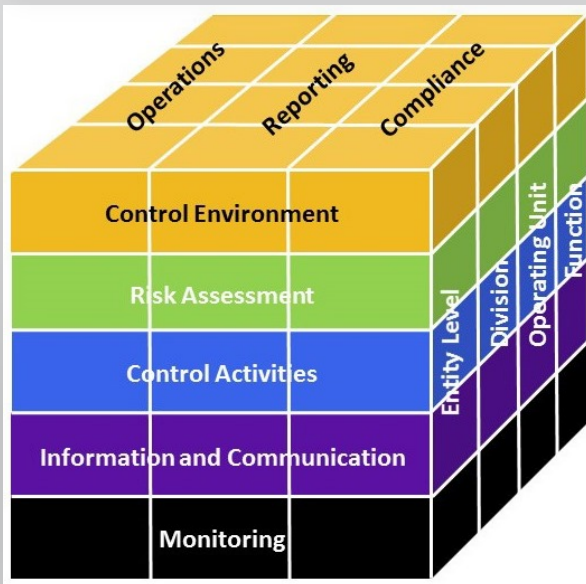 Operations
Reporting
Compliance
Control Environment
Risk Assessment
Control Activities
Information and Communication
Monitoring
Entity Level
Division
Operating Unit
Function